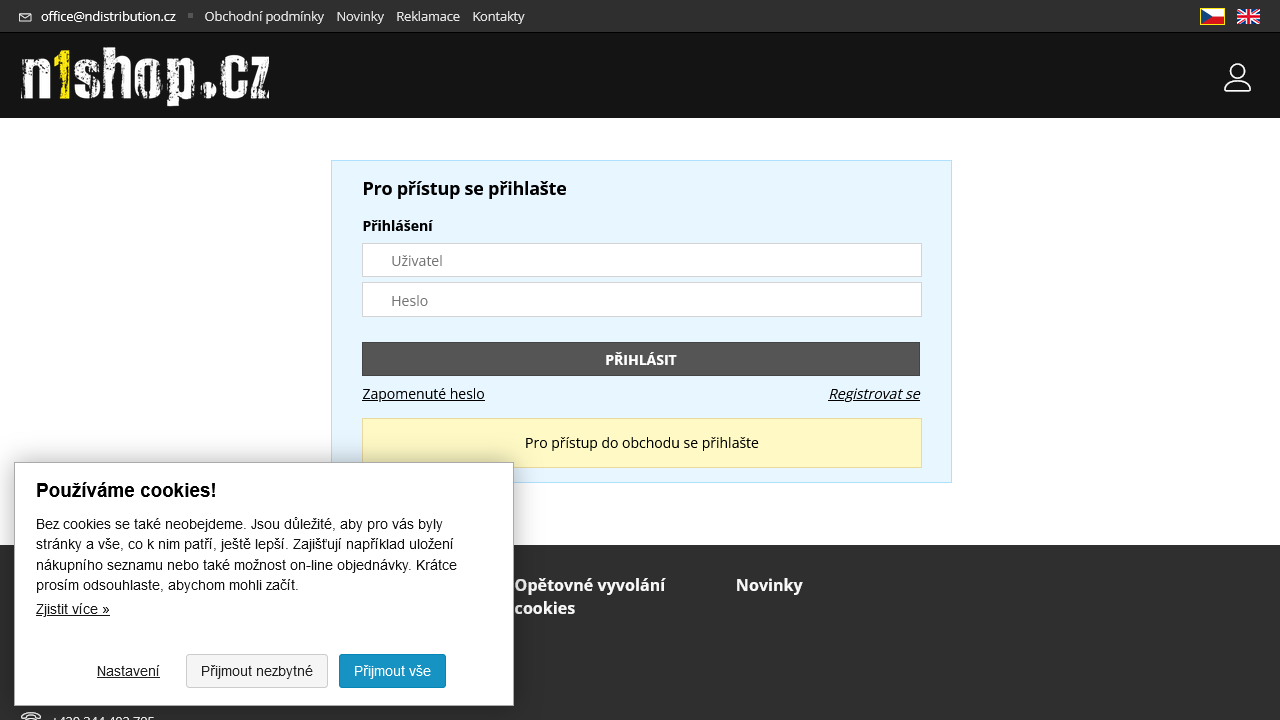 office@ndistribution.cz Obchodní podmínky Novinky Reklamace Kontakty
n1shop.cz
Pro přístup se přihlašte
Přihlášení
Uživatel
Heslo
PŘIHLÁSIT
Zapomenuté heslo Registrovat se
Pro přístup do obchodu se přihlašte
Používáme cookies!
Bez cookies se také neobejdeme. Jsou důležité, aby pro vás byly
stránky a vše, co k nim patří, ještě lepší. Zajišťují například uložení
nákupního seznamu nebo také možnost on-line objednávky. Krátce
prosím odsouhlaste, abychom mohli začít.
Zjistit více »
Nastavení Přijmout nezbytné Přijmout vše
Opětovné vyvolání
cookies
Novinky